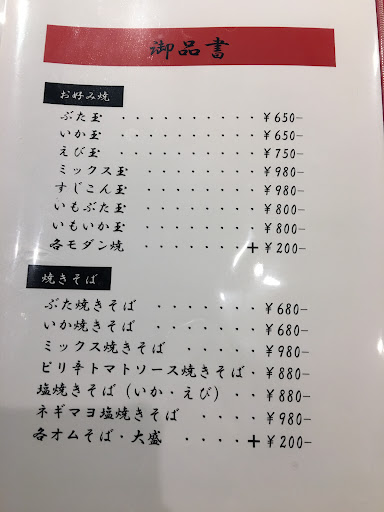 御品書
お好み焼
ぶた玉 ・・・・・・・・・ ¥650-
いか玉 ・・・・・・・・・ ¥650-
えび玉 ・・・・・・・・・ ¥750-
ミックス玉 ・・・・・・・ ¥980-
すじこん玉 ・・・・・・・ ¥980-
いもぶた玉 ・・・・・・・ ¥800-
いもいか玉 ・・・・・・・ ¥800-
各モダン焼 ・・・・・・・ +¥200-
焼きそば
ぶた焼きそば ・・・・・・ ¥680-
いか焼きそば ・・・・・・ ¥680-
ミックス焼きそば ・・・・ ¥980-
ピリ辛トマトソース焼きそば・ ¥880-
塩焼きそば(いか・えび) ・・ ¥880-
ネギマヨ塩焼きそば ・・・・ ¥980-
各オムそば・大盛 ・・・・ +¥200-